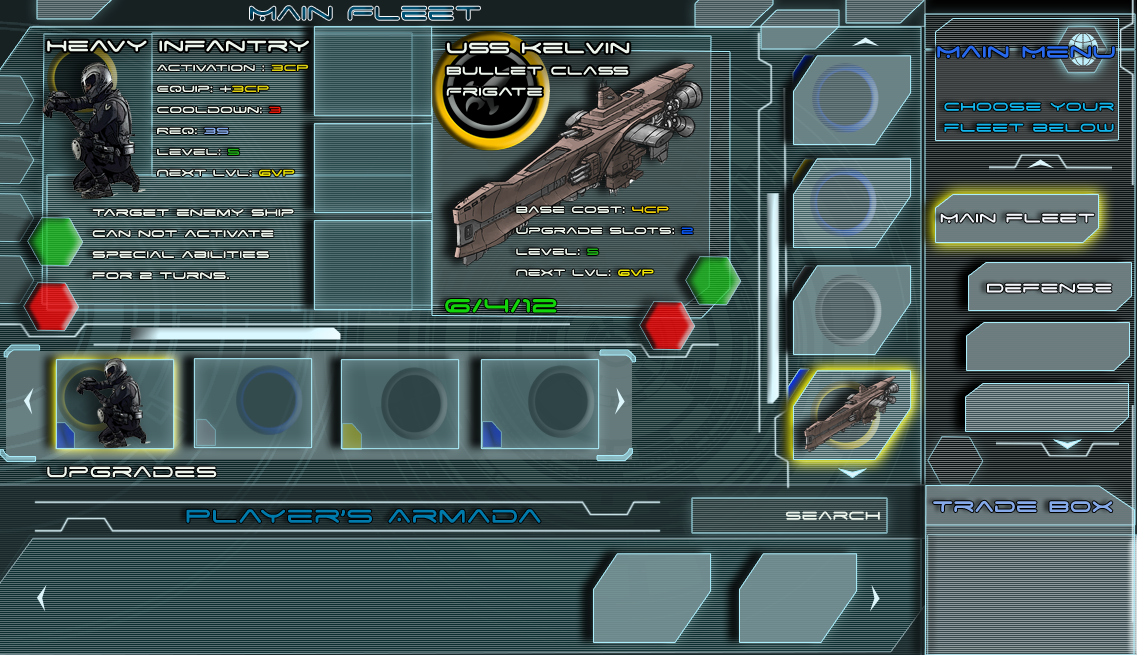 MAIN FLEET
HEAVY INFANTRY
ACTIVATION : 3CP
EQUIP: +3CP
COOLDOWN: 3
REQ: 3S
LEVEL: 5
NEXT LVL: 6VP
TARGET ENEMY SHIP
CAN NOT ACTIVATE
SPECIAL ABILITIES
FOR 2 TURNS.
USS KELVIN
BULLET CLASS
FRIGATE
BASE COST: 4CP
UPGRADE SLOTS: 2
LEVEL: 5
NEXT LVL: 6VP
6/4/12
UPGRADES
PLAYER'S ARMADA
SEARCH
MAIN MENU
CHOOSE YOUR
FLEET BELOW
MAIN FLEET
DEFENSE
TRADE BOX